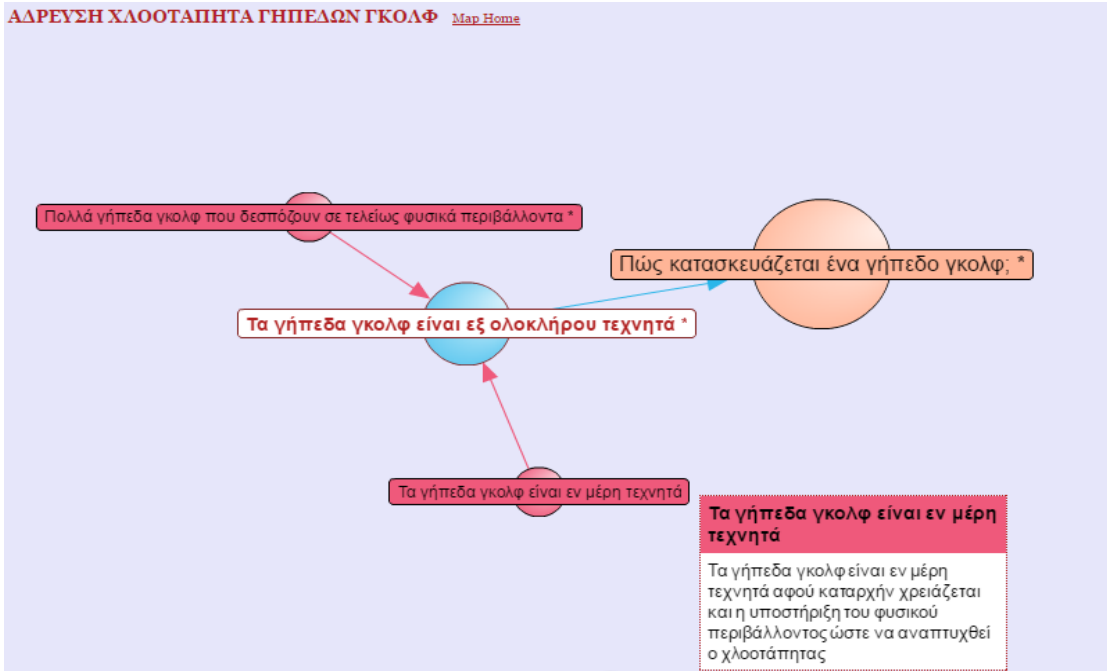 ΑΔΡΕΥΣΗ ΧΛΟΟΤΑΠΗΤΑ ΓΗΠΕΔΩΝ ΓΚΟΛΦ Map Home
Πολλά γήπεδα γκολφ που δεσπόζουν σε τελείως φυσικά περιβάλλοντα *
Πώς κατασκευάζεται ένα γήπεδο γκολφ; *
Τα γήπεδα γκολφ είναι εξ ολοκλήρου τεχνητά *
Τα γήπεδα γκολφ είναι εν μέρη τεχνητά
Τα γήπεδα γκολφ είναι εν μέρη
τεχνητά
Τα γήπεδα γκολφ είναι εν μέρη
τεχνητά αφού καταρχήν χρειάζεται
και η υποστήριξη του φυσικού
περιβάλλοντος ώστε να αναπτυχθεί
ο χλοοτάπητας